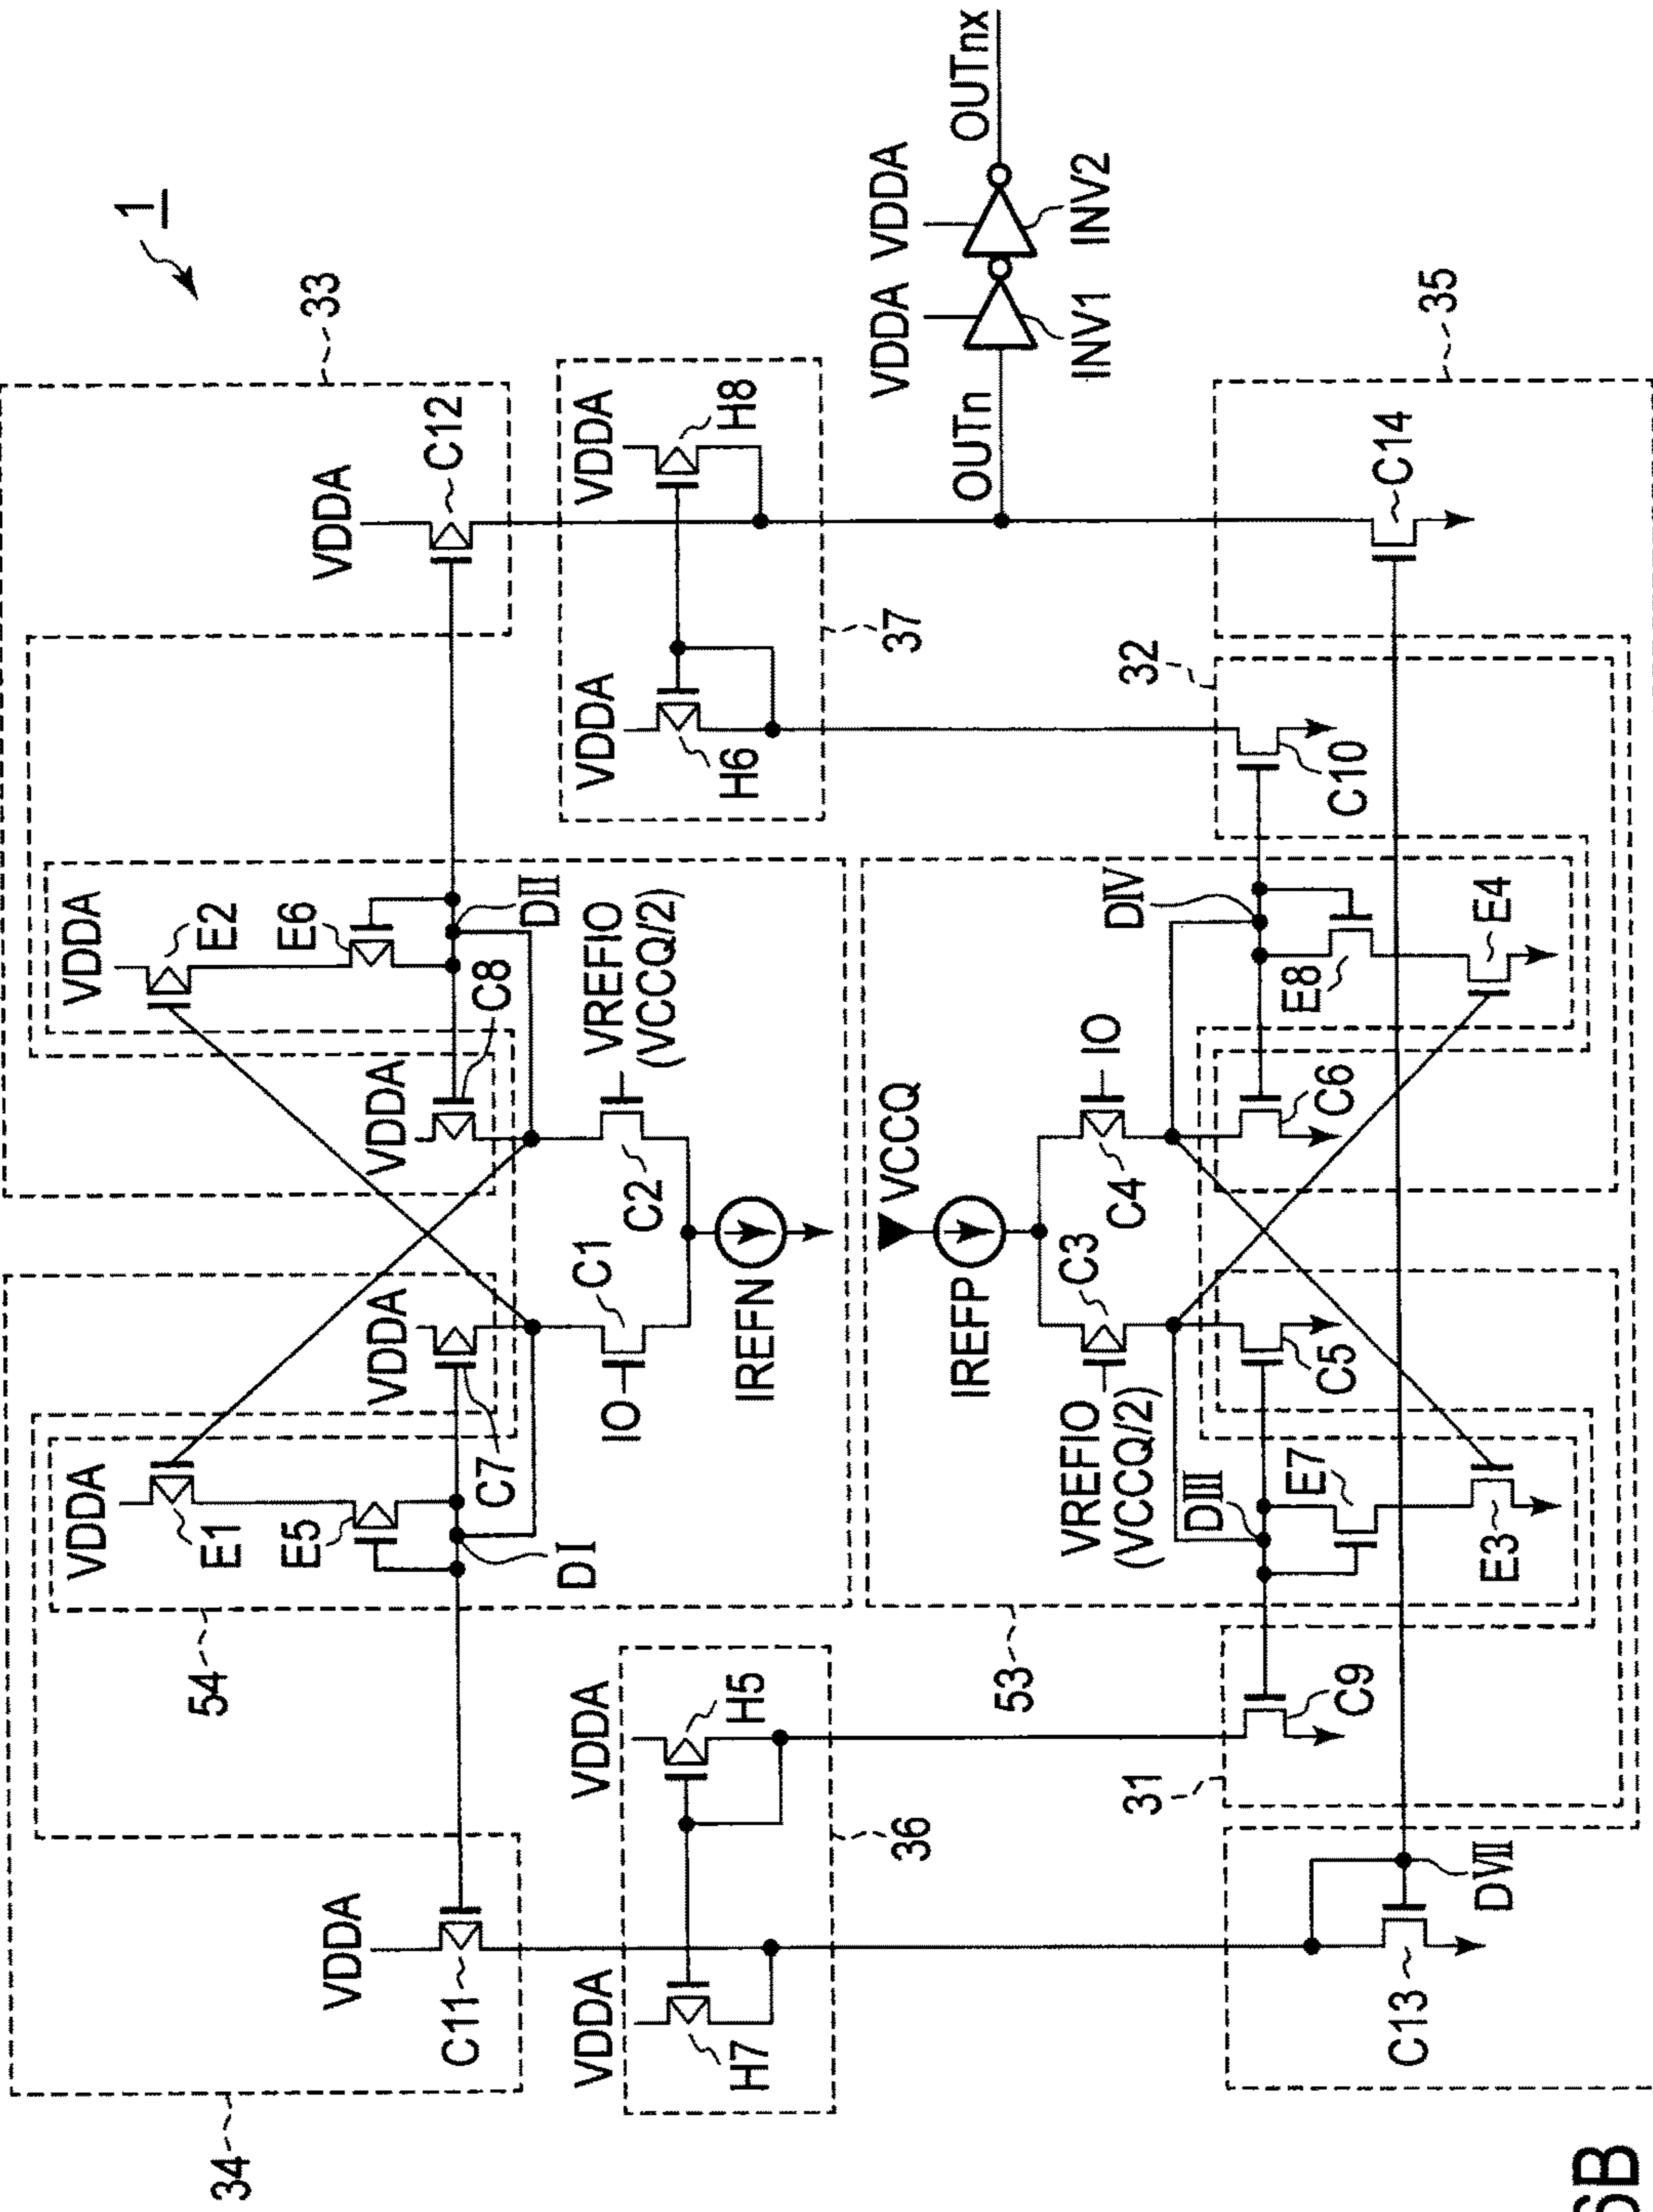 1
VDDA
VDDA
E1
E2
54
34
E5
E6
33
VDDA
VDDA
VDDA
VDDA
C11
C7
C8
C12
DI
DII
VDDA
VDDA
VDDA
VDDA
IO
C1
C2
VREFIO
(VCCQ/2)
H7
H5
H6
H8
IREFN
36
37
VDDA
VDDA
VCCQ
IREFP
OUTn
OUTnx
53
C3
INV1
INV2
VREFIO
(VCCQ/2)
C4
IO
DIV
31
DIII
32
E7
E8
C9
C5
C6
C10
C13
DVII
C14
35
E3
E4
6B